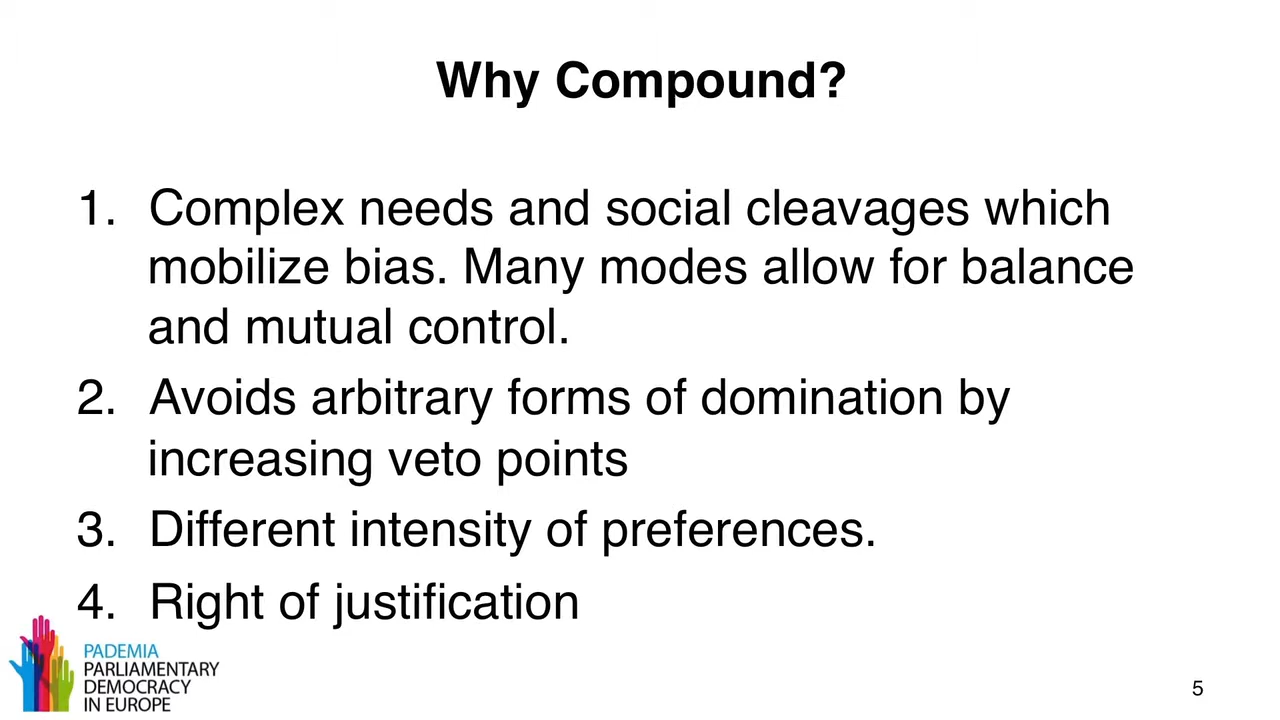 Why Compound?
1. Complex needs and social cleavages which
mobilize bias. Many modes allow for balance
and mutual control.
2. Avoids arbitrary forms of domination by
increasing veto points
3. Different intensity of preferences.
4. Right of justification
PADEMIA
PARLIAMENTARY
DEMOCRACY
IN EUROPE
5